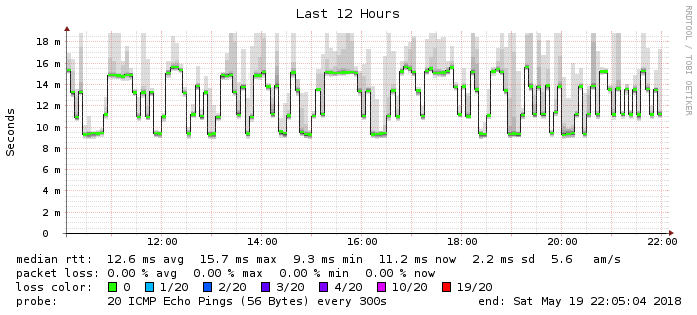 Last 12 Hours
RRDTOOL / TOBI OETIKER
Seconds
18 m
16 m
14 m
12 m
10 m
8 m
6 m
4 m
2 m
0
12:00 14:00 16:00 18:00 20:00 22:00
median rtt: 12.6 ms avg 15.7 ms max 9.3 ms min 11.2 ms now 2.2 ms sd 5.6 am/s
packet loss: 0.00 % avg 0.00 % max 0.00 % min 0.00 % now
loss color: 0 1/20 2/20 3/20 4/20 10/20 19/20
probe: 20 ICMP Echo Pings (56 Bytes) every 300s end: Sat May 19 22:05:04 2018